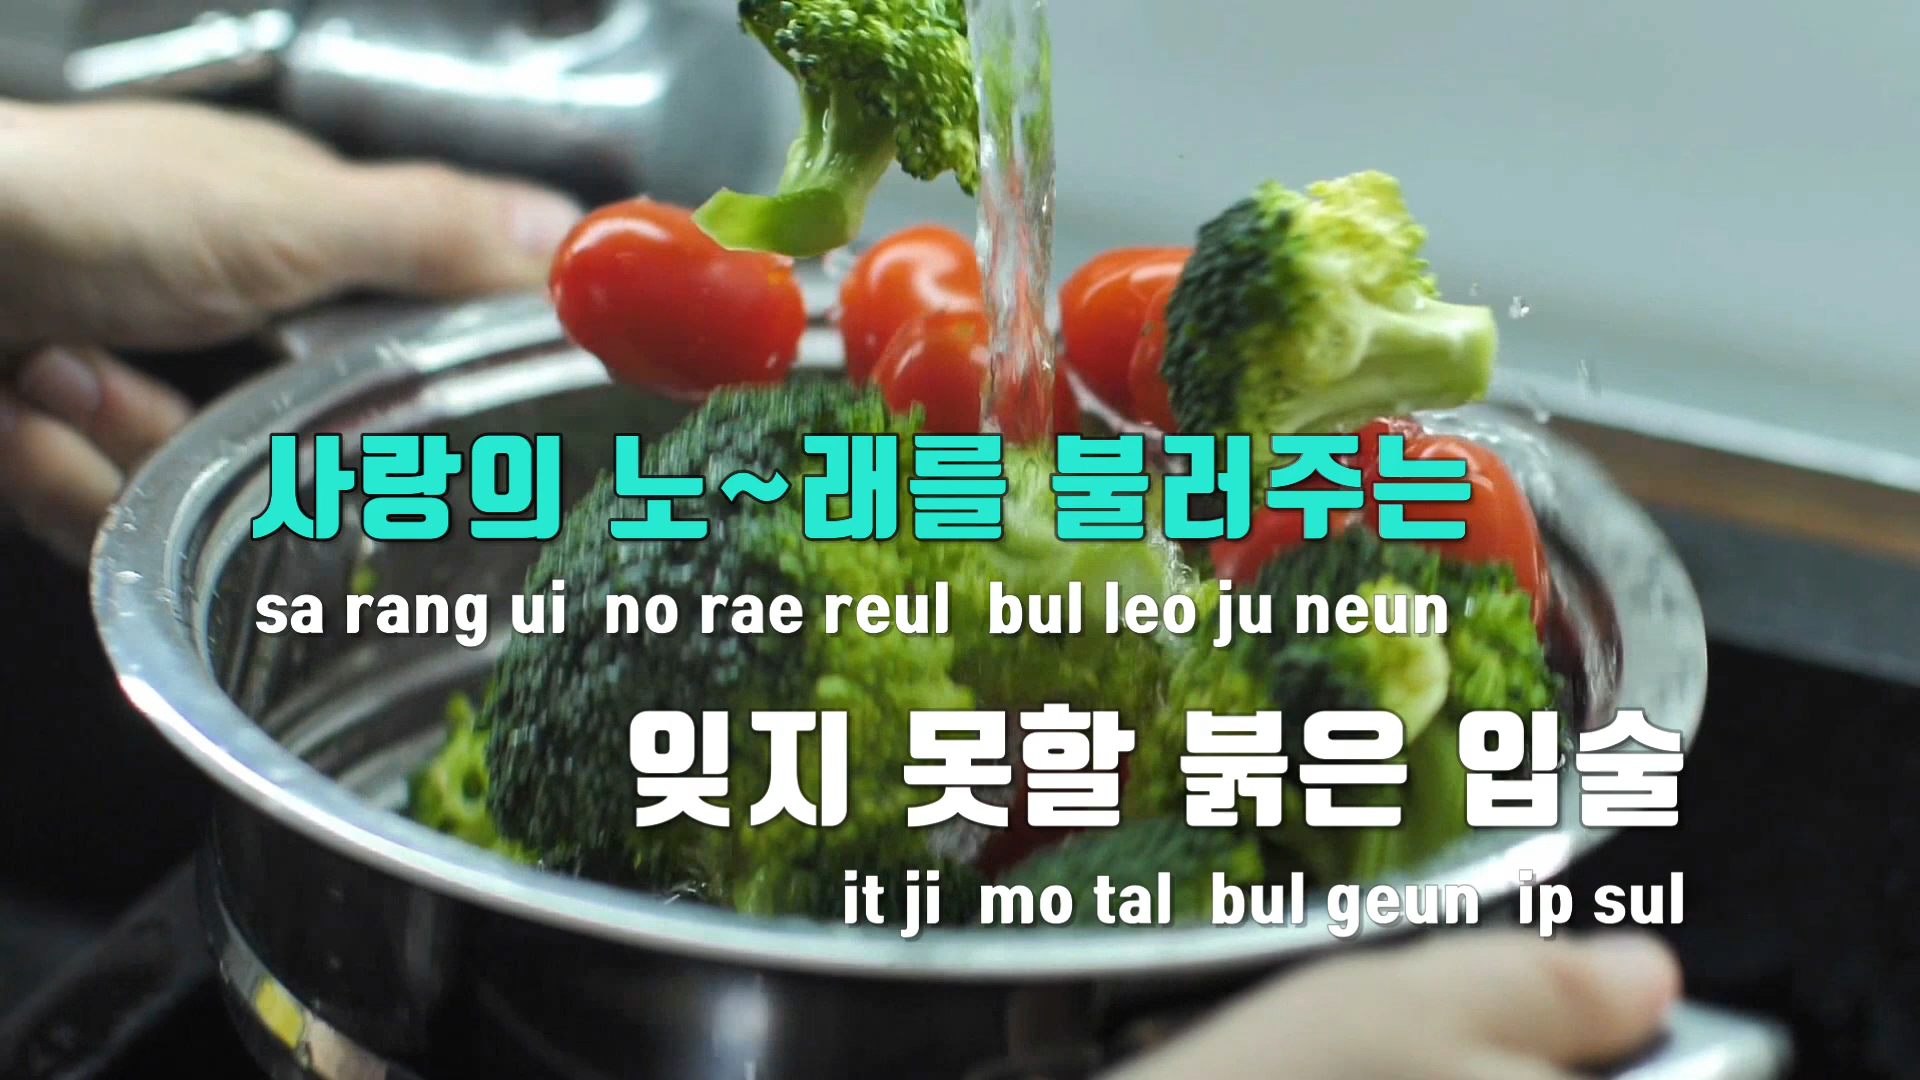 사랑의 노~래를 불러주는
sa rang ui no rae reul bul leo ju neun
잊지 못할 붉은 입술
it ji mo tal bul geun ip sul